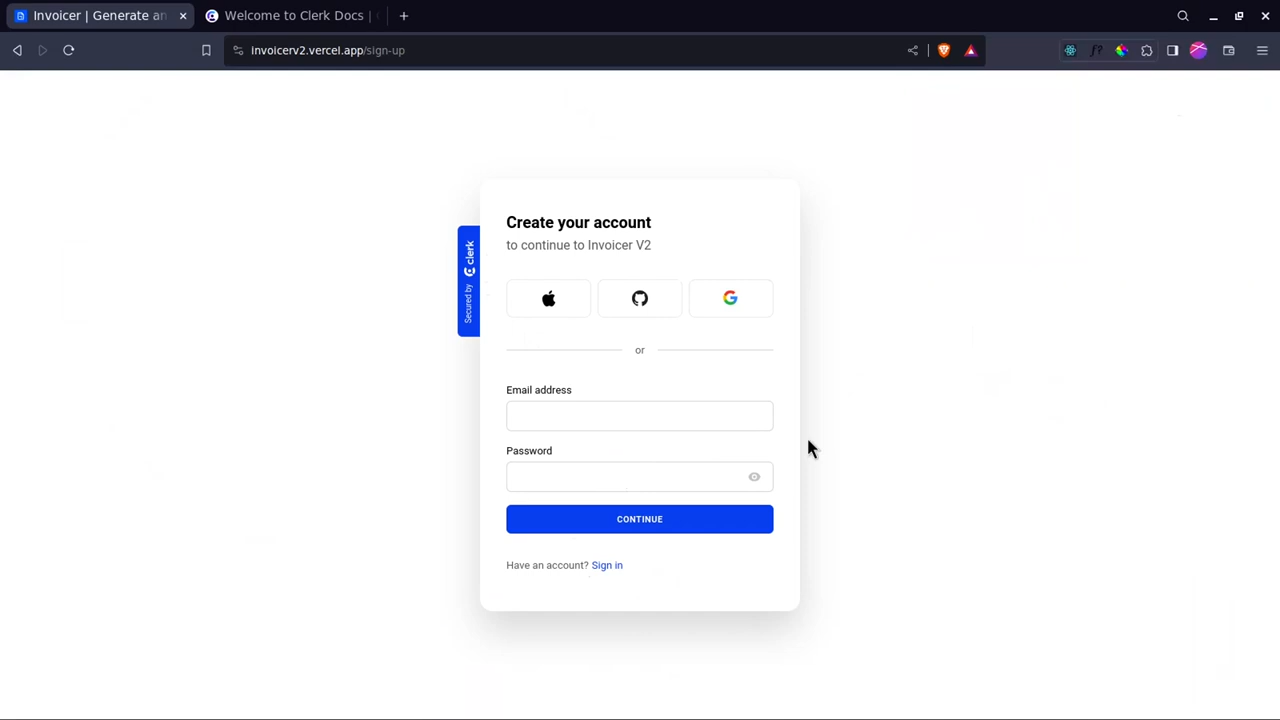 Invoicer | Generate an
Welcome to Clerk Docs |
invoicerv2.vercel.app/sign-up
f?
Create your account
to continue to Invoicer V2
Secured by clerk
or
Email address
Password
CONTINUE
Have an account? Sign in